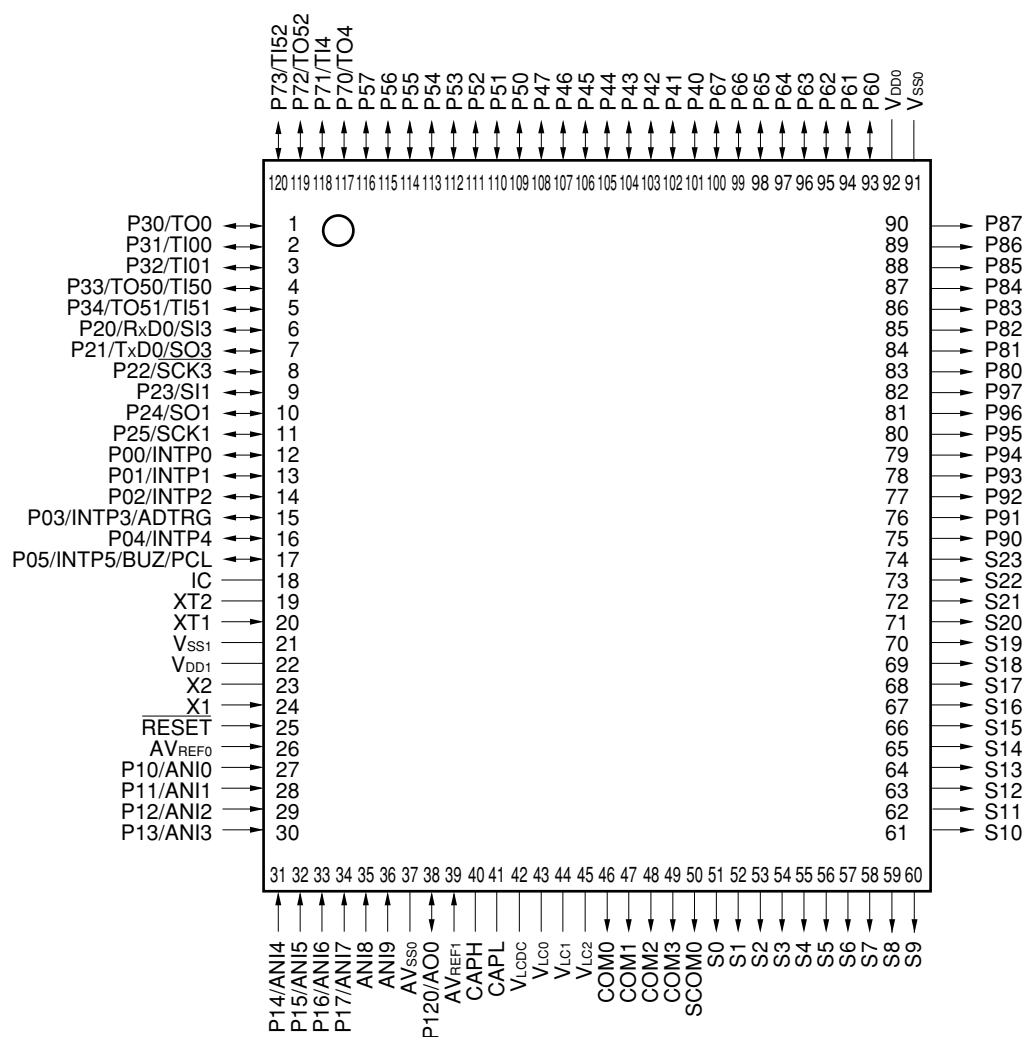 P73/TI52
P72/TO52
P71/TI4
P70/TO4
P57
P56
P55
P54
P53
P52
P51
P50
P47
P46
P45
P44
P43
P42
P41
P40
P67
P66
P65
P64
P63
P62
P61
P60
VDD0
VSS0
120 119 118 117 116 115 114 113 112 111 110 109 108 107 106 105 104 103 102 101 100 99 98 97 96 95 94 93 92 91
P30/TO0 1 90 P87
P31/TI00 2 89 P86
P32/TI01 3 88 P85
P33/TO50/TI50 4 87 P84
P34/TO51/TI51 5 86 P83
P20/RxD0/SI3 6 85 P82
P21/TxD0/SO3 7 84 P81
P22/SCK3 8 83 P80
P23/SI1 9 82 P97
P24/SO1 10 81 P96
P25/SCK1 11 80 P95
P00/INTP0 12 79 P94
P01/INTP1 13 78 P93
P02/INTP2 14 77 P92
P03/INTP3/ADTRG 15 76 P91
P04/INTP4 16 75 P90
P05/INTP5/BUZ/PCL 17 74 S23
IC 18 73 S22
XT2 19 72 S21
XT1 20 71 S20
VSS1 21 70 S19
VDD1 22 69 S18
X2 23 68 S17
X1 24 67 S16
RESET 25 66 S15
AVREF0 26 65 S14
P10/ANI0 27 64 S13
P11/ANI1 28 63 S12
P12/ANI2 29 62 S11
P13/ANI3 30 61 S10
31 32 33 34 35 36 37 38 39 40 41 42 43 44 45 46 47 48 49 50 51 52 53 54 55 56 57 58 59 60
P14/ANI4
P15/ANI5
P16/ANI6
P17/ANI7
ANI8
ANI9
AVSS0
P120/AO0
AVREF1
CAPH
CAPL
VLCDC
VLC0
VLC1
VLC2
COM0
COM1
COM2
COM3
SCOM0
S0
S1
S2
S3
S4
S5
S6
S7
S8
S9